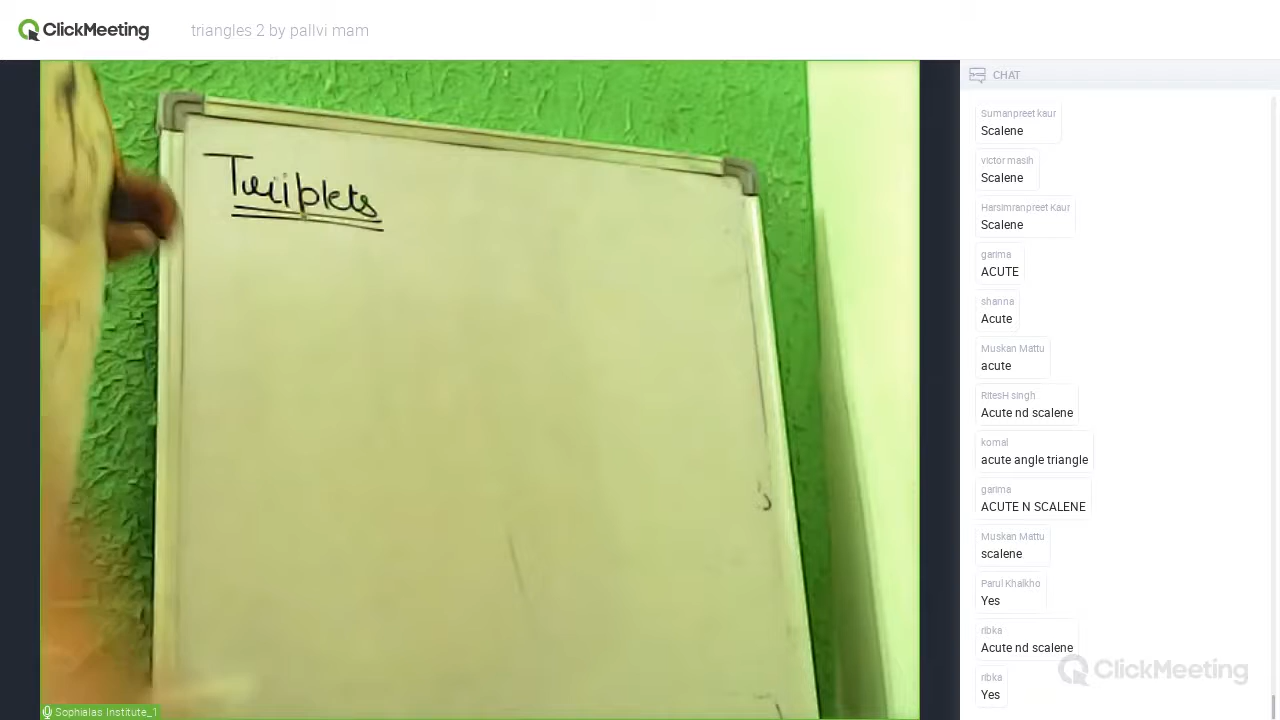 ClickMeeting
triangles 2 by pallvi mam
Triplets
Sophialas Institute_1
CHAT
Sumanpreet kaur
Scalene
victor masih
Scalene
Harsimranpreet Kaur
Scalene
garima
ACUTE
shanna
Acute
Muskan Mattu
acute
RitesH singh
Acute nd scalene
komal
acute angle triangle
garima
ACUTE N SCALENE
Muskan Mattu
scalene
Parul Khalkho
Yes
ribka
Acute nd scalene
ribka
Yes
ClickMeeting